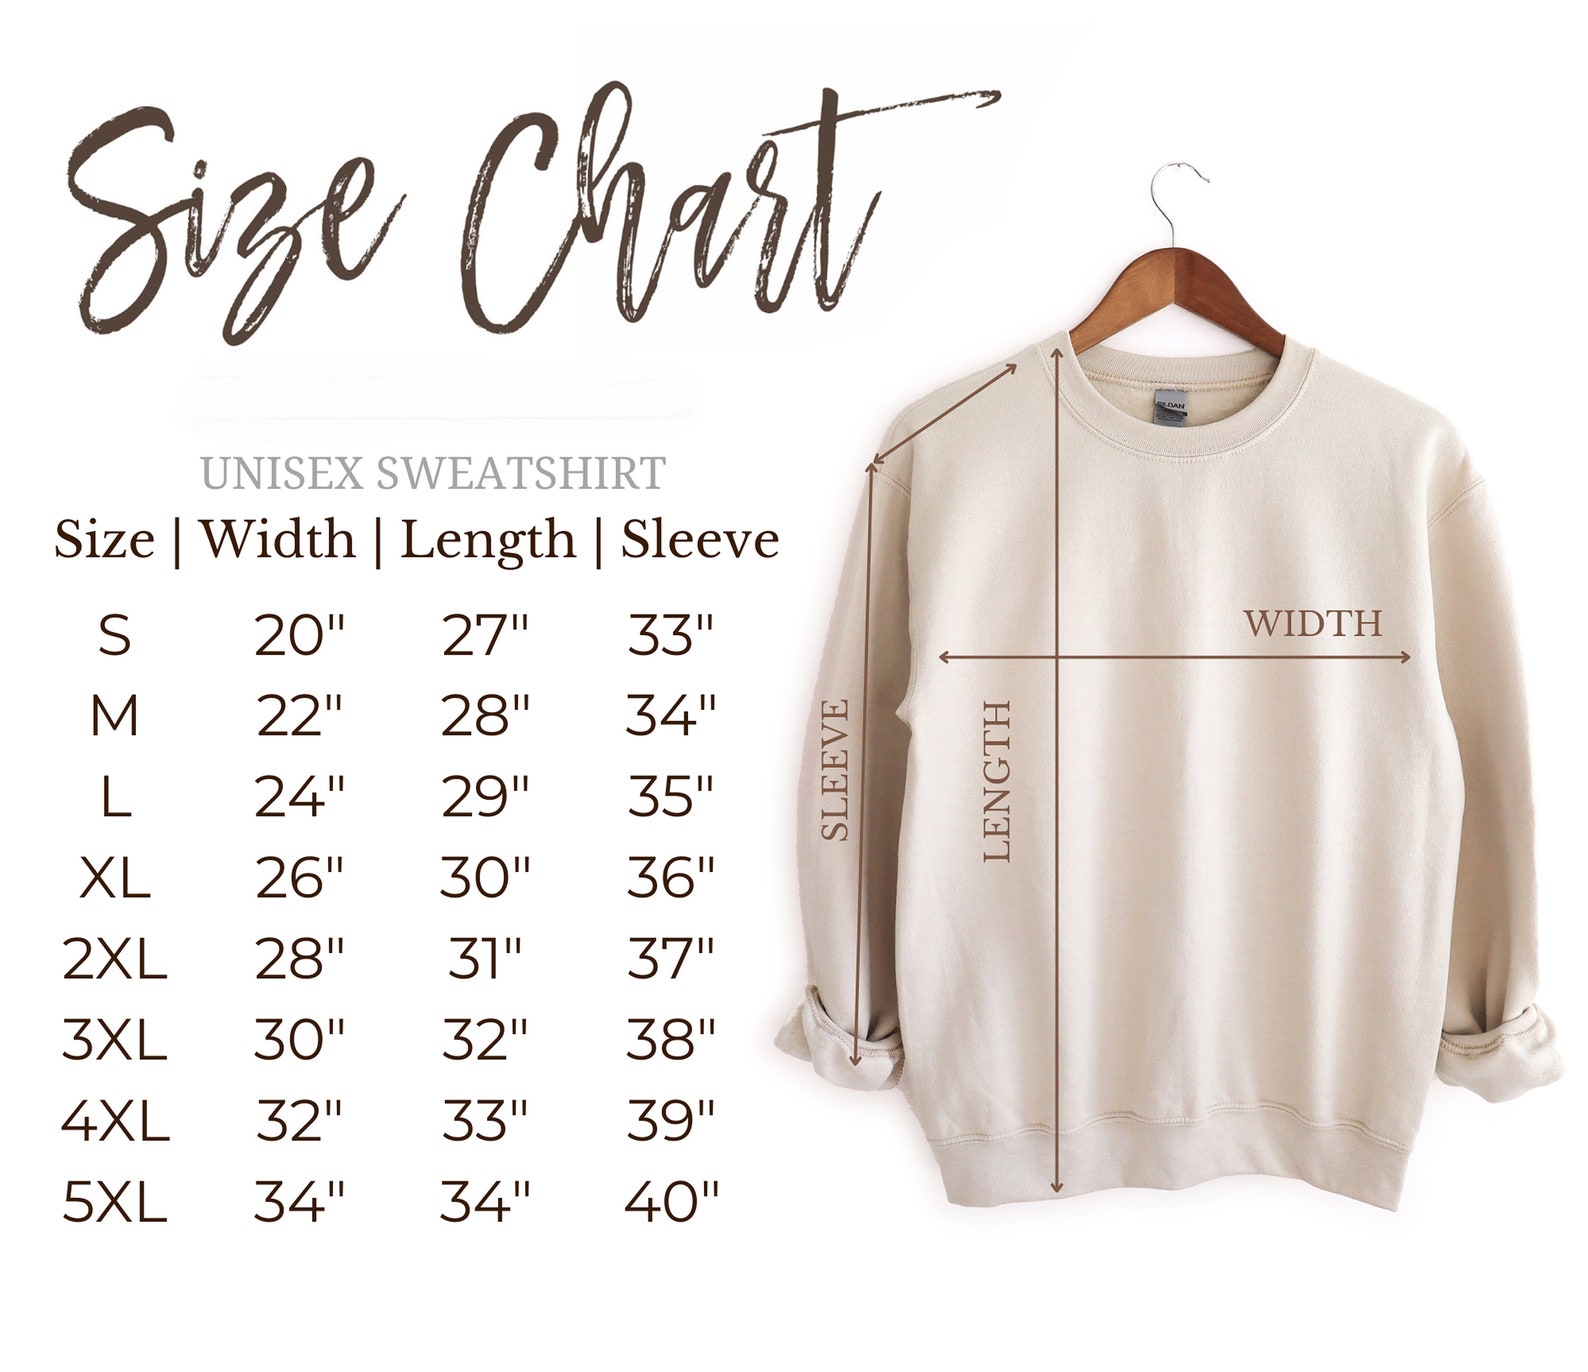 Size Chart
UNISEX SWEATSHIRT
Size | Width | Length | Sleeve
S 20" 27" 33"
M 22" 28" 34"
L 24" 29" 35"
XL 26" 30" 36"
2XL 28" 31" 37"
3XL 30" 32" 38"
4XL 32" 33" 39"
5XL 34" 34" 40"
GILDAN
WIDTH
LENGTH
SLEEVE